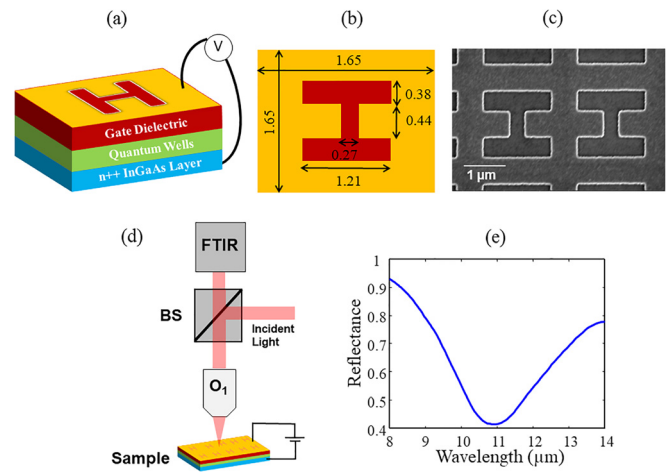 (a)
V
Gate Dielectric
Quantum Wells
n++ InGaAs Layer
(b)
1.65
1.65
0.38
0.44
0.27
1.21
(c)
1 µm
(d)
FTIR
BS
Incident
Light
O1
Sample
(e)
1
0.9
0.8
0.7
0.6
0.5
0.4
Reflectance
8 9 10 11 12 13 14
Wavelength (µm)